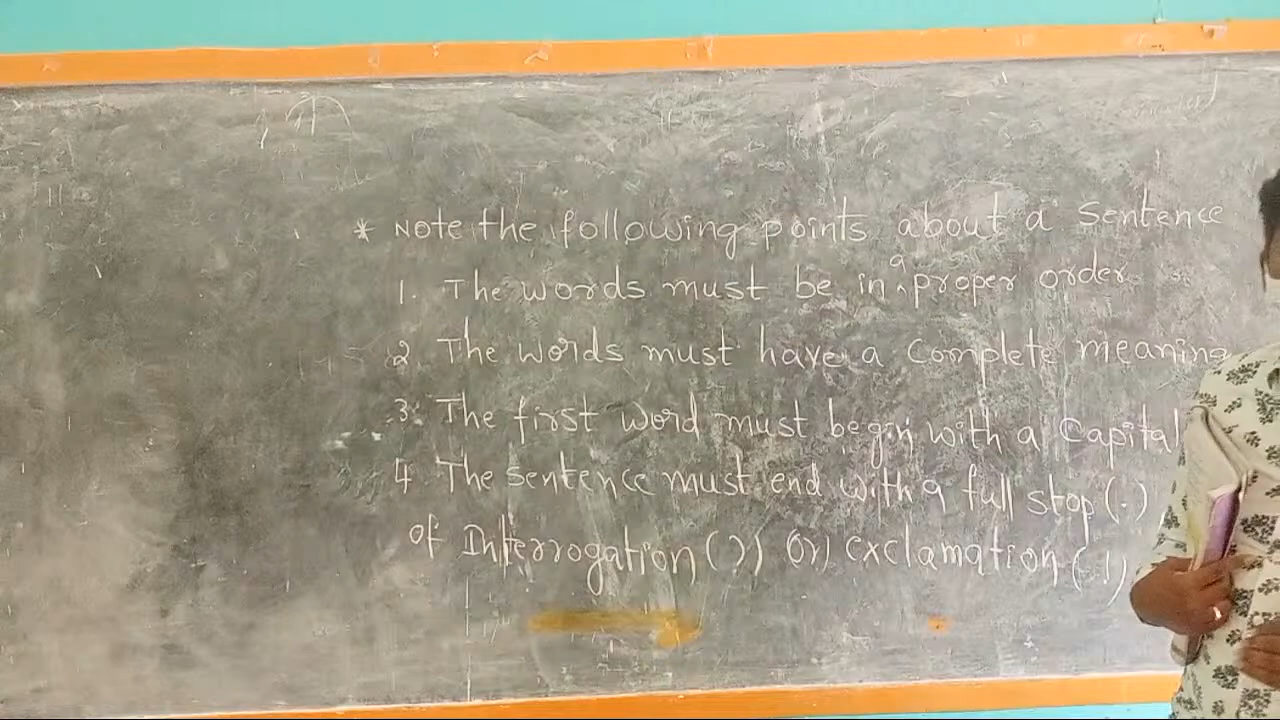 * Note the following points about a Sentence
1. The words must be in a proper order
2 The words must have a Complete meaning
3 The first word must begin with a Capital
4 The sentence must end with a full stop (.)
of Interrogation (?) (or) exclamation (!)